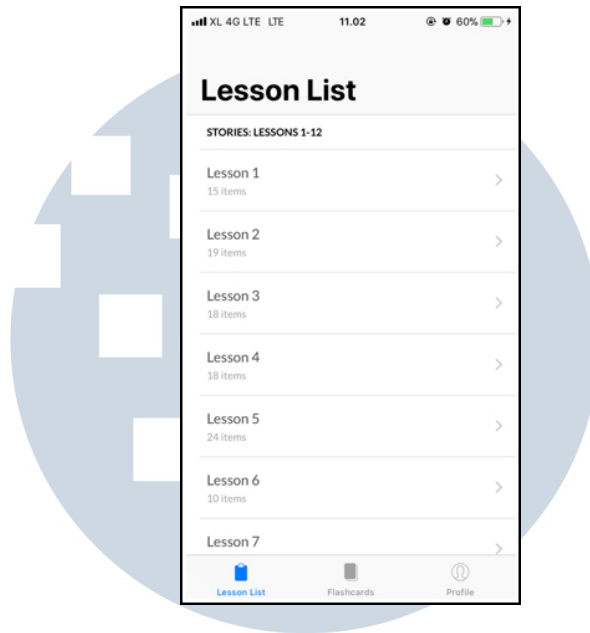 XL 4G LTE LTE 11.02 60%
Lesson List
STORIES: LESSONS 1-12
Lesson 1
15 items
Lesson 2
19 items
Lesson 3
18 items
Lesson 4
18 items
Lesson 5
24 items
Lesson 6
10 items
Lesson 7
Lesson List Flashcards Profile